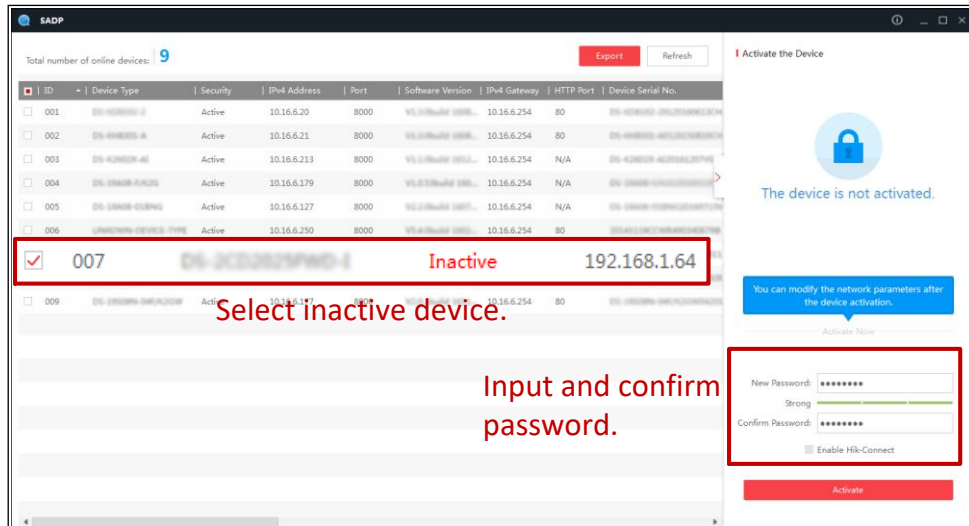 SADP
Total number of online devices: 9
Export
Refresh
ID | Device Type | Security | IPv4 Address | Port | Software Version | IPv4 Gateway | HTTP Port | Device Serial No.
001 Active 10.16.6.20 8000 10.16.6.254 80
002 Active 10.16.6.21 8000 10.16.6.254 80
003 Active 10.16.6.213 8000 10.16.6.254 N/A
004 Active 10.16.6.179 8000 10.16.6.254 N/A
005 Active 10.16.6.127 8000 10.16.6.254 N/A
006 Active 10.16.6.250 8000 10.16.6.254 80
007 Inactive 192.168.1.64
009 10.16.6.254 80
Select inactive device.
Input and confirm
password.
Activate the Device
The device is not activated.
You can modify the network parameters after
the device activation.
Activate Now
New Password: ●●●●●●●●
Strong
Confirm Password: ●●●●●●●●
Enable Hik-Connect
Activate